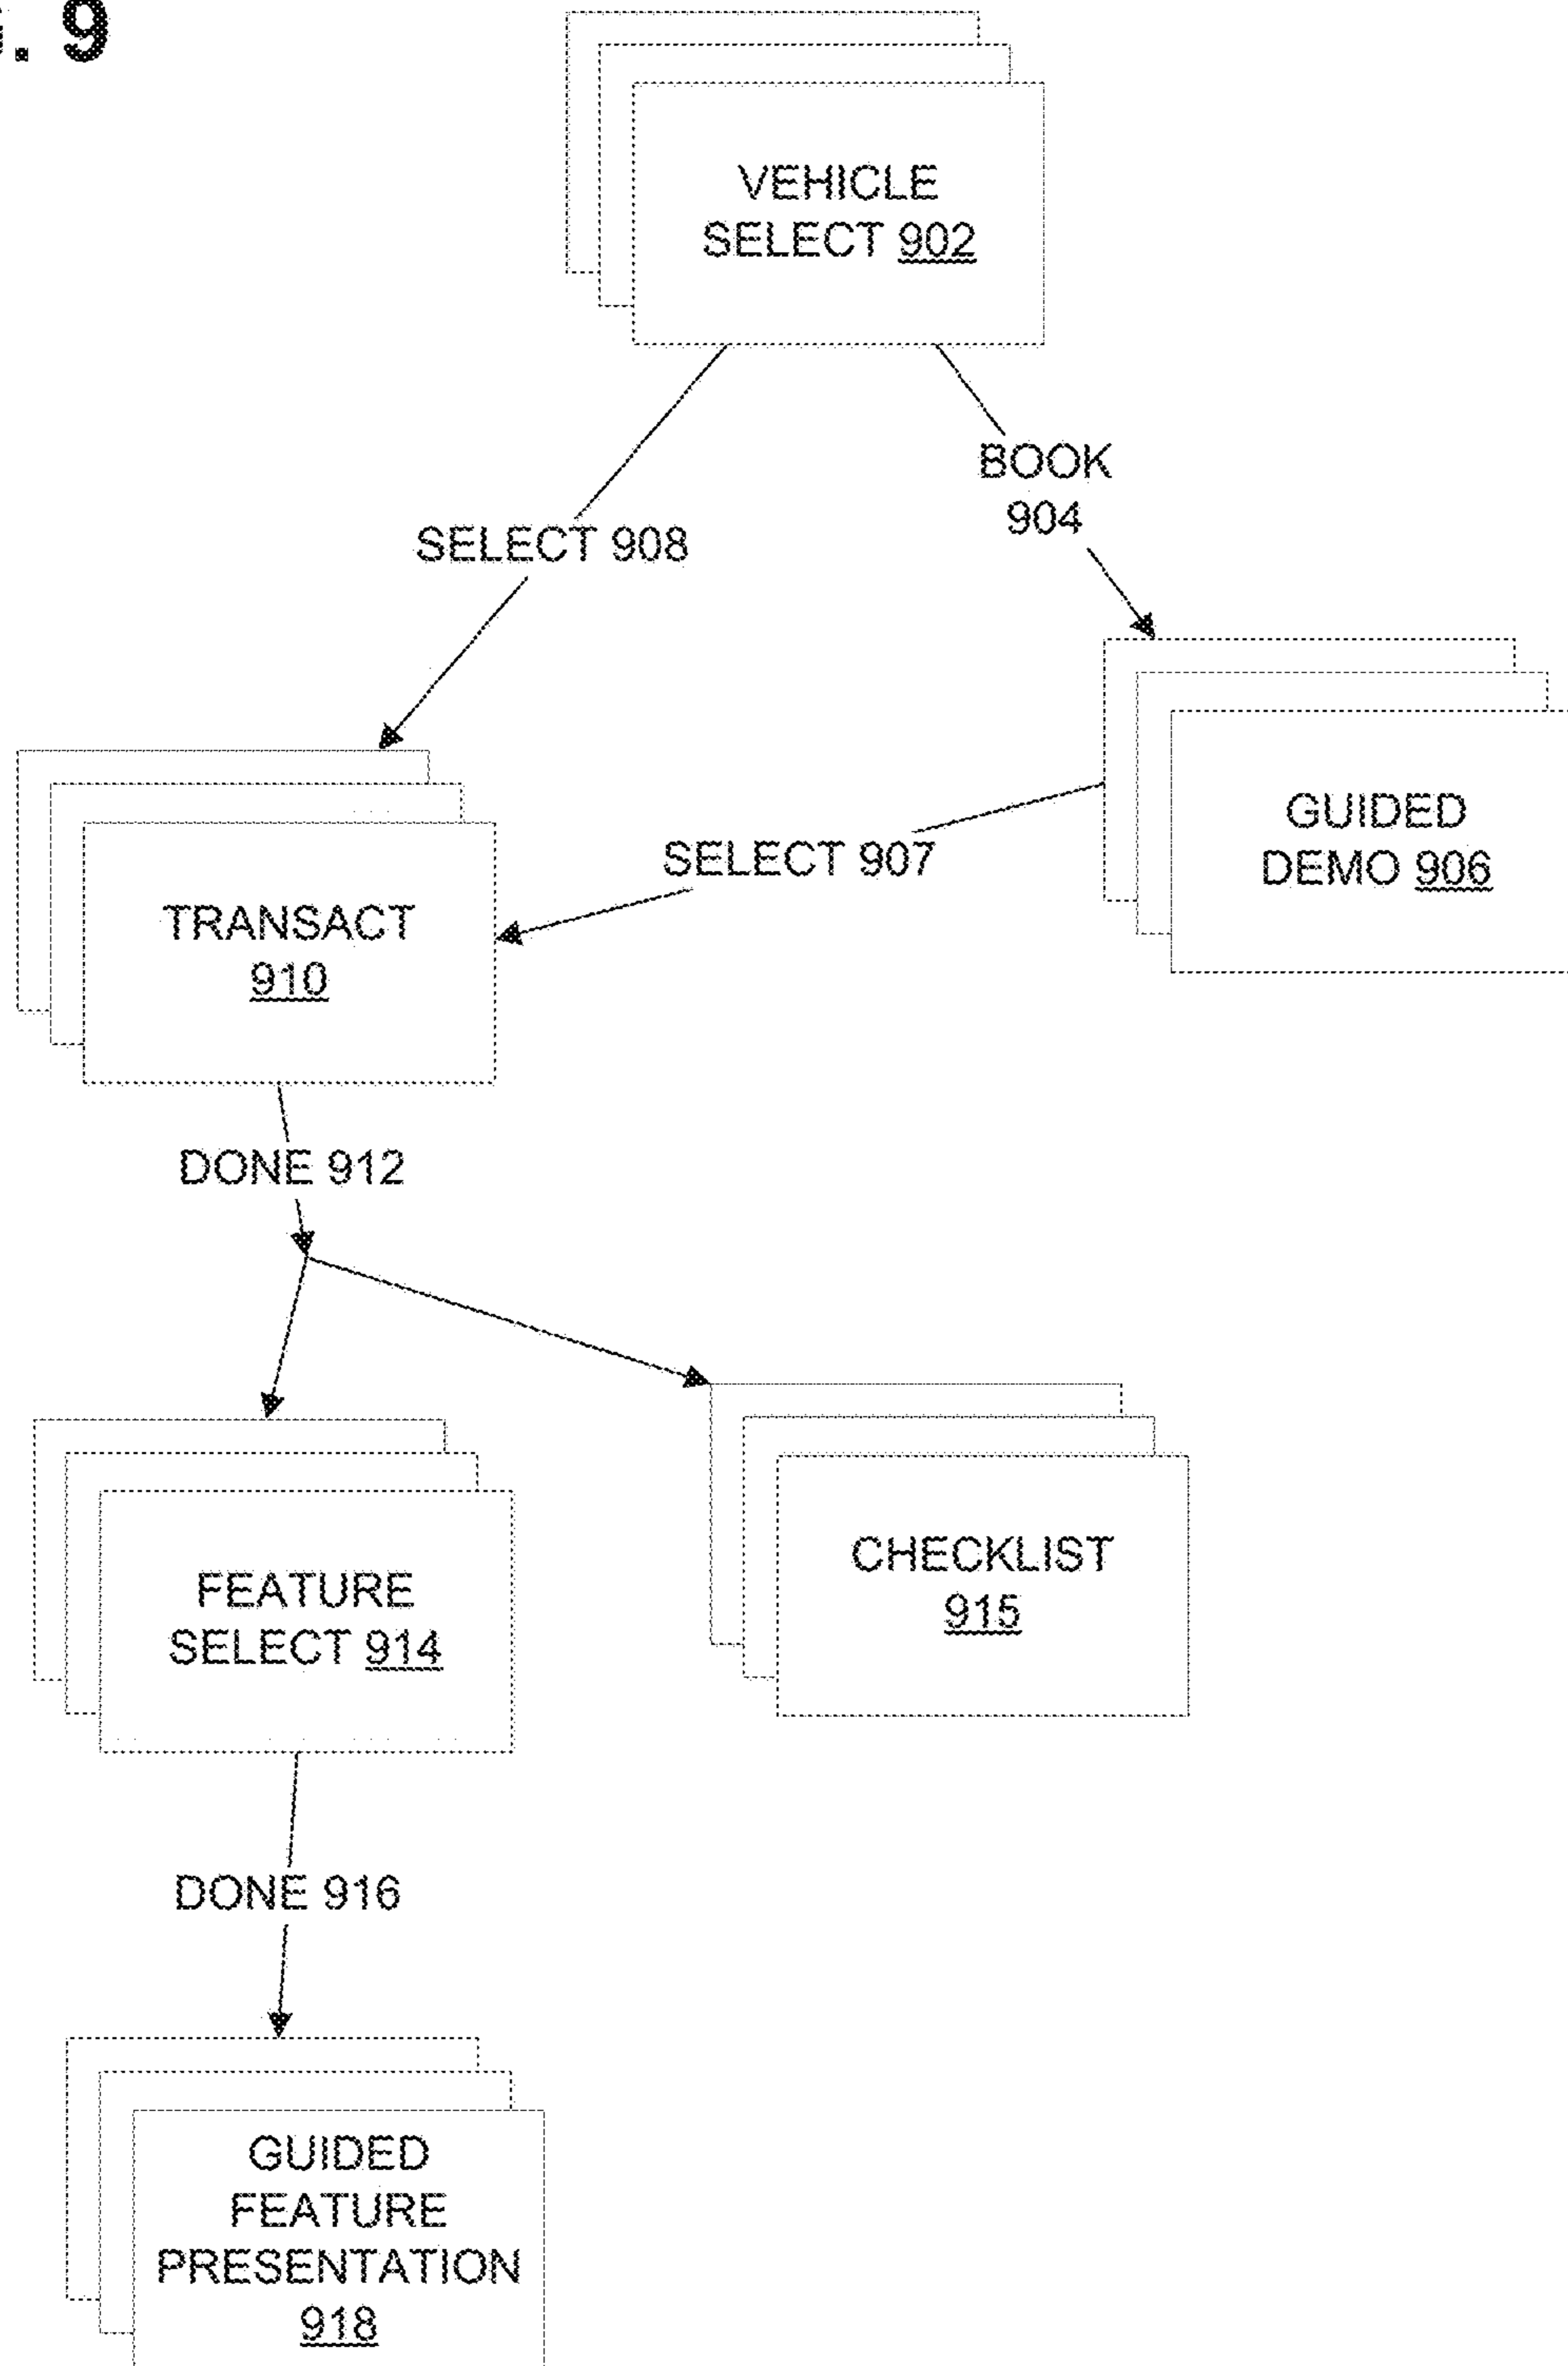 . 9
VEHICLE
SELECT 902
BOOK
904
SELECT 908
GUIDED
DEMO 906
SELECT 907
TRANSACT
910
DONE 912
CHECKLIST
915
FEATURE
SELECT 914
DONE 916
GUIDED
FEATURE
PRESENTATION
918